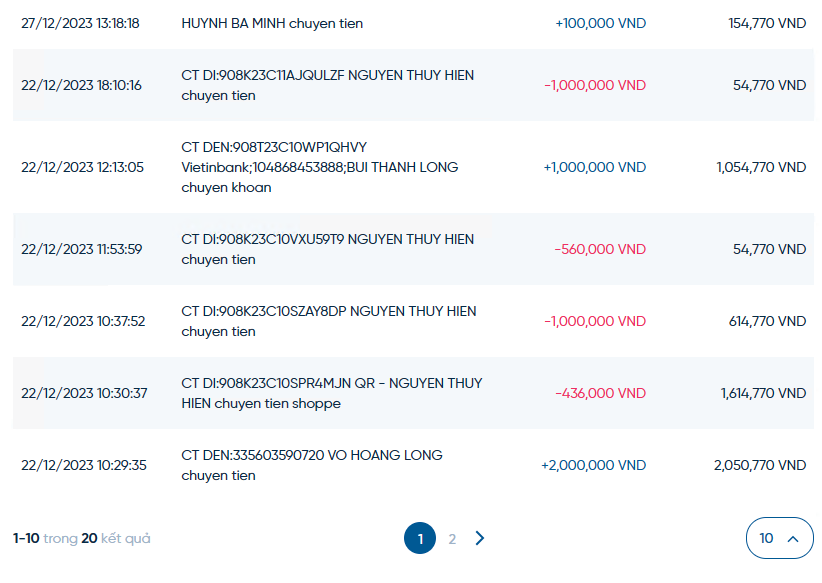 27/12/2023 13:18:18 HUYNH BA MINH chuyen tien +100,000 VND 154,770 VND
CT DI:908K23C11AJQULZF NGUYEN THUY HIEN
22/12/2023 18:10:16 -1,000,000 VND 54,770 VND
chuyen tien
CT DEN:908T23C10WP1QHVY
22/12/2023 12:13:05 Vietinbank;104868453888;BUI THANH LONG +1,000,000 VND 1,054,770 VND
chuyen khoan
CT DI:908K23C10VXU59T9 NGUYEN THUY HIEN
22/12/2023 11:53:59 -560,000 VND 54,770 VND
chuyen tien
CT DI:908K23C10SZAY8DP NGUYEN THUY HIEN
22/12/2023 10:37:52 -1,000,000 VND 614,770 VND
chuyen tien
CT DI:908K23C10SPR4MJN QR - NGUYEN THUY
22/12/2023 10:30:37 -436,000 VND 1,614,770 VND
HIEN chuyen tien shoppe
CT DEN:335603590720 VO HOANG LONG
22/12/2023 10:29:35 +2,000,000 VND 2,050,770 VND
chuyen tien
1-10 trong 20 kết quả 1 2 10